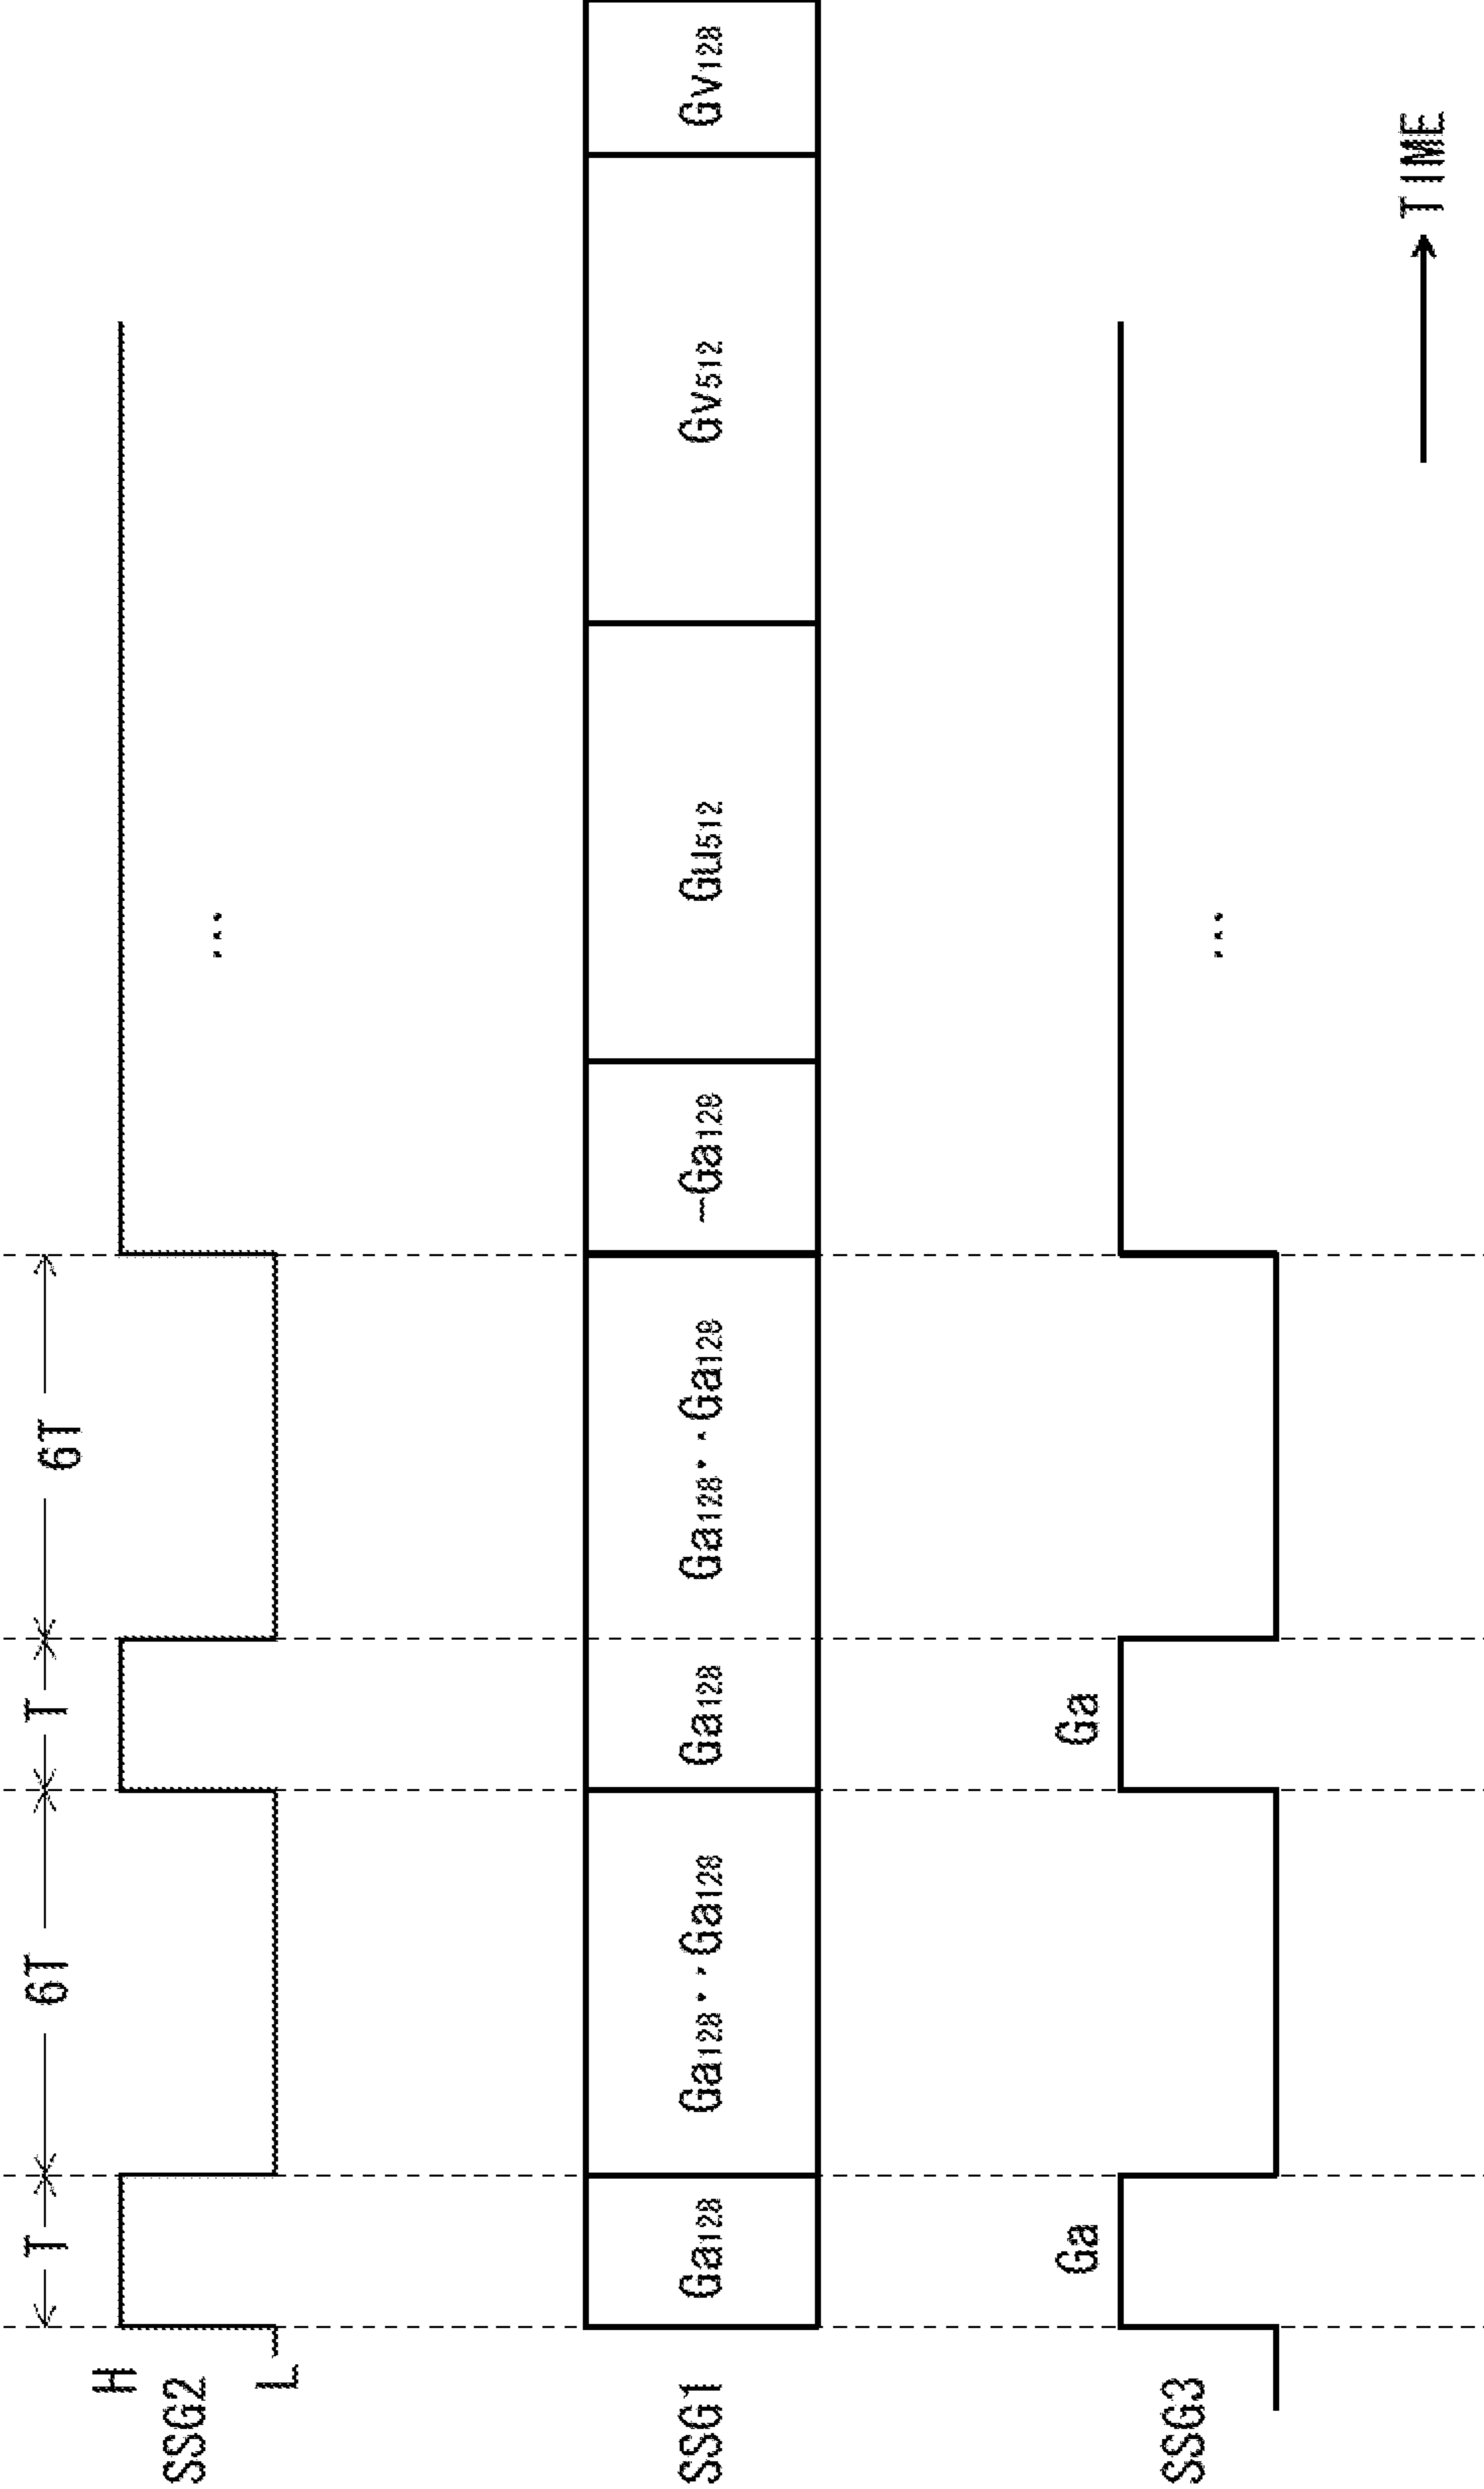 T 6T T 6T
H
SSG2
L
...
SSG1
Ga128 Ga128··Ga128 Ga128 Ga128··Ga128 -Ga128 Gu512 Gv512 Gv128
Ga Ga
SSG3
...
TIME